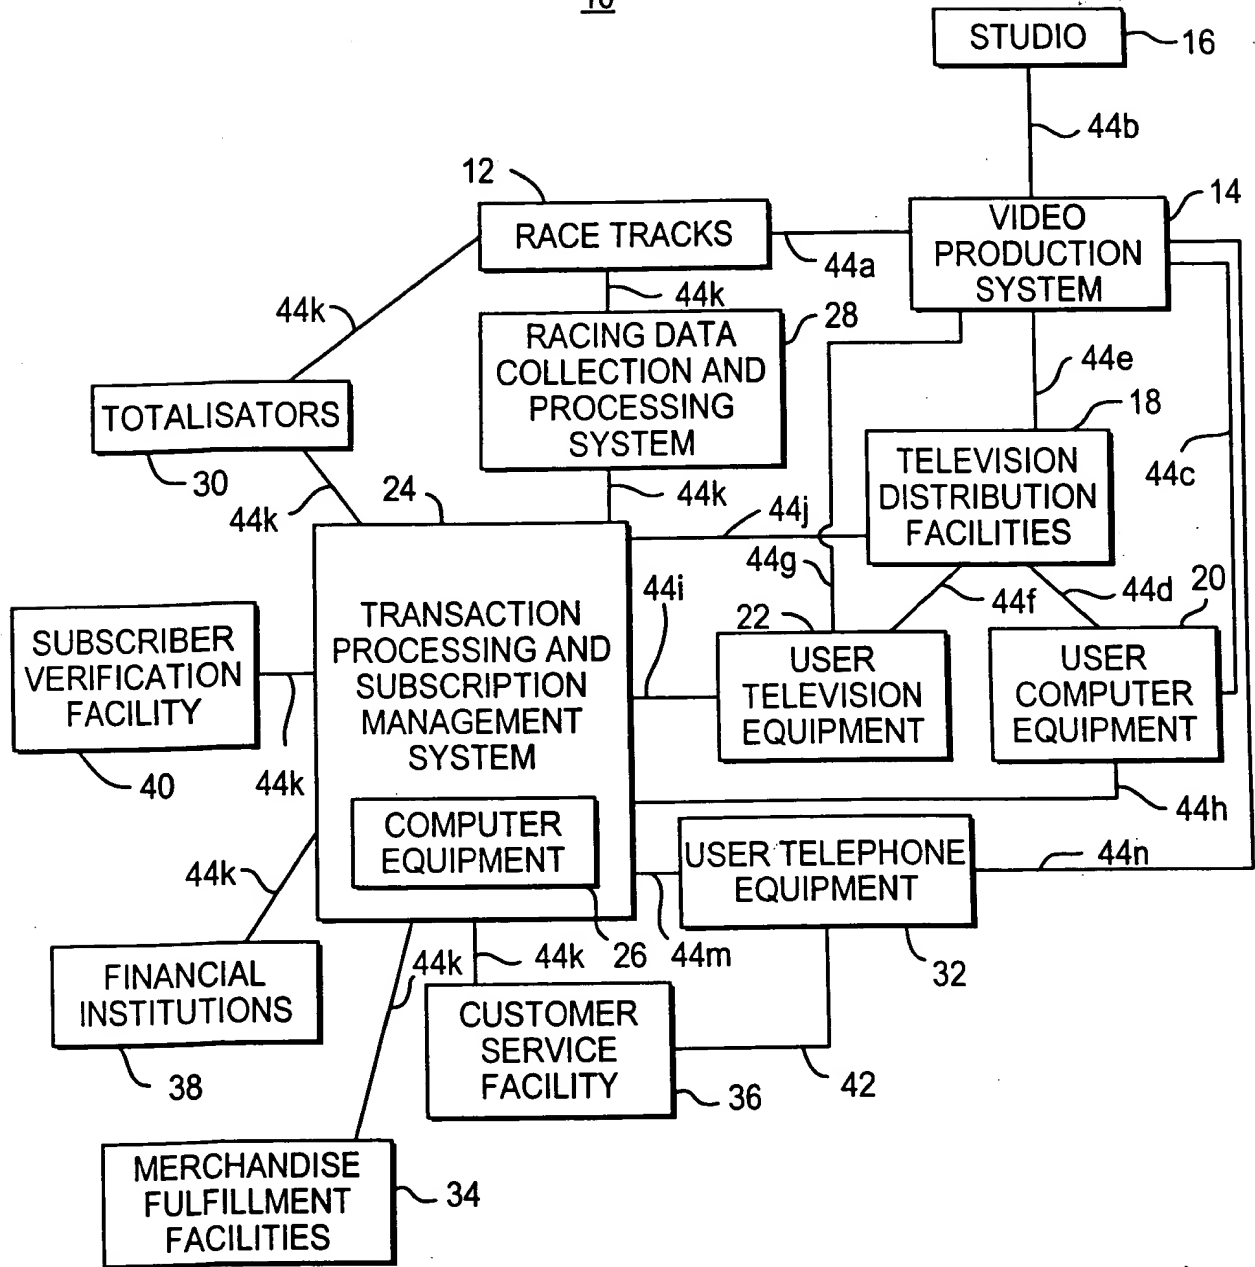 10
STUDIO
16
44b
12
14
RACE TRACKS
44a
VIDEO
PRODUCTION
SYSTEM
44k
44k
28
RACING DATA
COLLECTION AND
PROCESSING
SYSTEM
44e
18
44c
TOTALISATORS
30
44k
24
44k
44j
TELEVISION
DISTRIBUTION
FACILITIES
44g
44f
44d
20
44i
22
SUBSCRIBER
VERIFICATION
FACILITY
40
44k
TRANSACTION
PROCESSING AND
SUBSCRIPTION
MANAGEMENT
SYSTEM
USER
TELEVISION
EQUIPMENT
USER
COMPUTER
EQUIPMENT
44h
COMPUTER
EQUIPMENT
26
USER TELEPHONE
EQUIPMENT
44n
44m
32
44k
44k
44k
FINANCIAL
INSTITUTIONS
38
CUSTOMER
SERVICE
FACILITY
36
42
MERCHANDISE
FULFILLMENT
FACILITIES
34